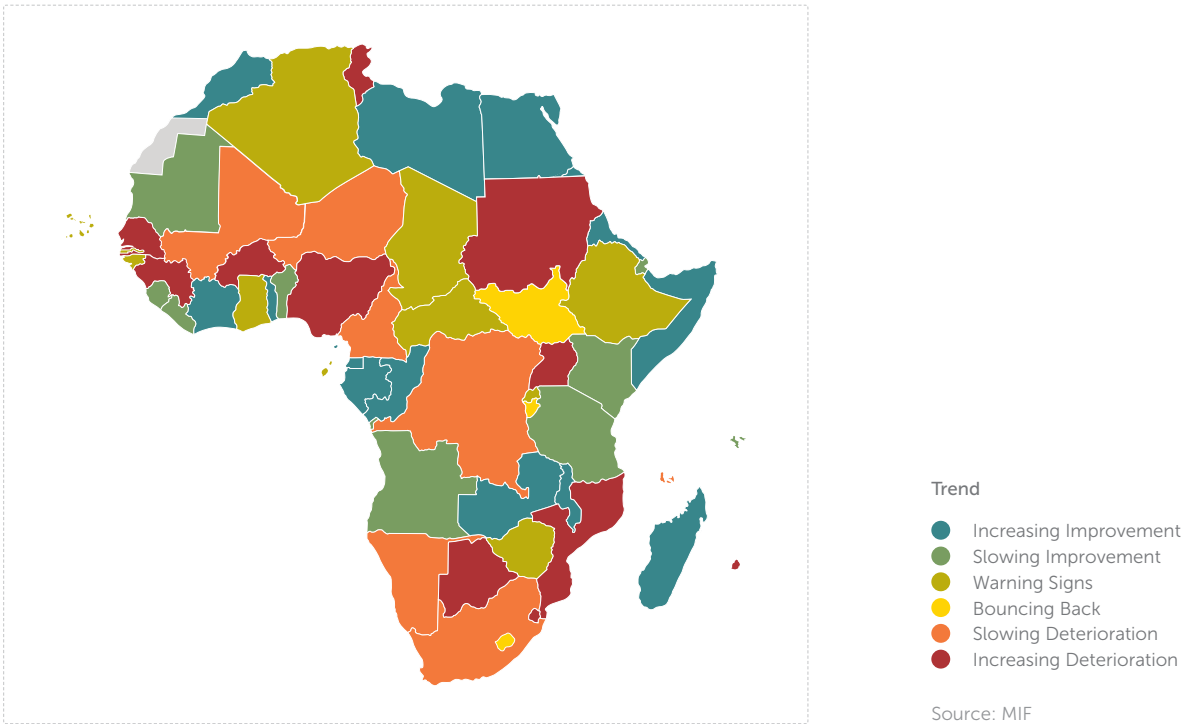 Trend
Increasing Improvement
Slowing Improvement
Warning Signs
Bouncing Back
Slowing Deterioration
Increasing Deterioration
Source: MIF